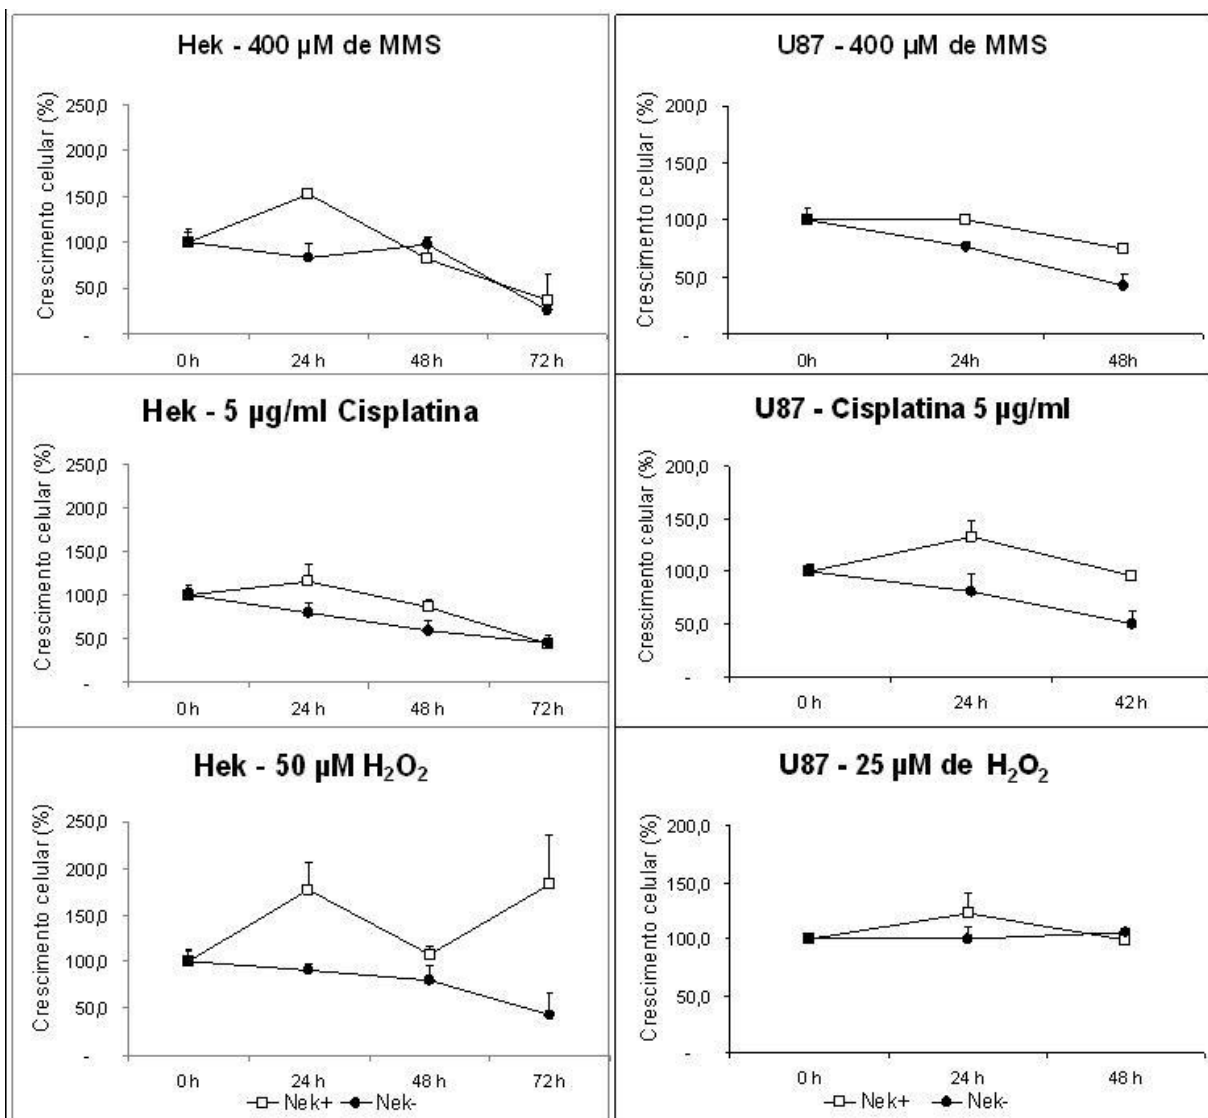 Hek - 400 µM de MMS
Crescimento celular (%)
250,0
200,0
150,0
100,0
50,0
-
0 h
24 h
48 h
72 h
U87 - 400 µM de MMS
Crescimento celular (%)
200,0
150,0
100,0
50,0
-
0h
24h
48h
Hek - 5 µg/ml Cisplatina
Crescimento celular (%)
250,0
200,0
150,0
100,0
50,0
-
0 h
24 h
48 h
72 h
U87 - Cisplatina 5 µg/ml
Crescimento celular (%)
200,0
150,0
100,0
50,0
-
0 h
24 h
42 h
Hek - 50 µM H₂O₂
Crescimento celular (%)
250,0
200,0
150,0
100,0
50,0
-
0 h
24 h
48 h
72 h
Nek+ Nek-
U87 - 25 µM de H₂O₂
Crescimento celular (%)
200,0
150,0
100,0
50,0
-
0 h
24 h
48 h
Nek+ Nek-